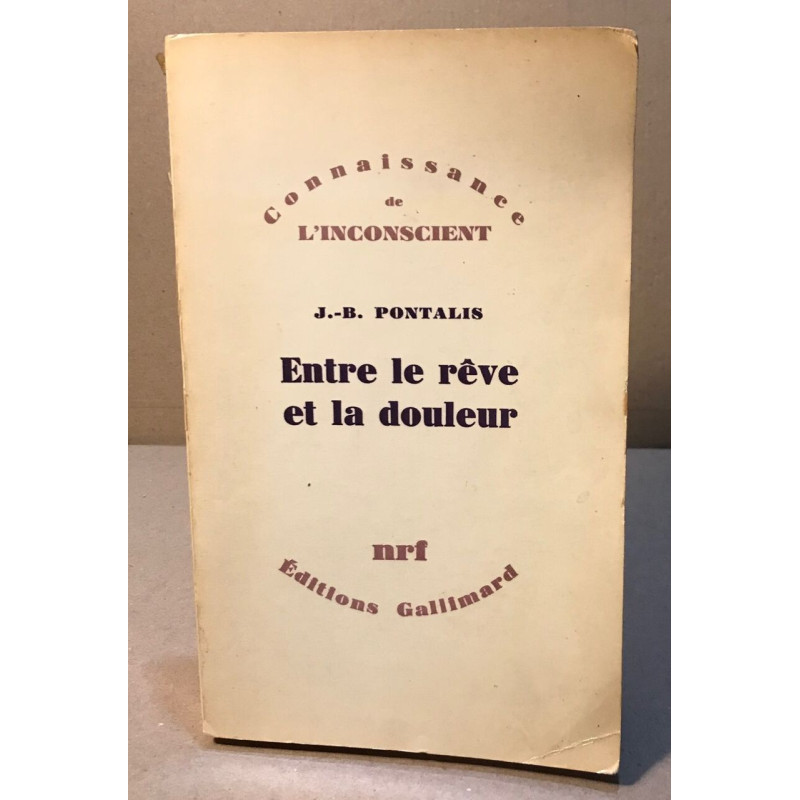 Connaissance
de
L'INCONSCIENT
J.-B. PONTALIS
Entre le rêve
et la douleur
nrf
Éditions Gallimard